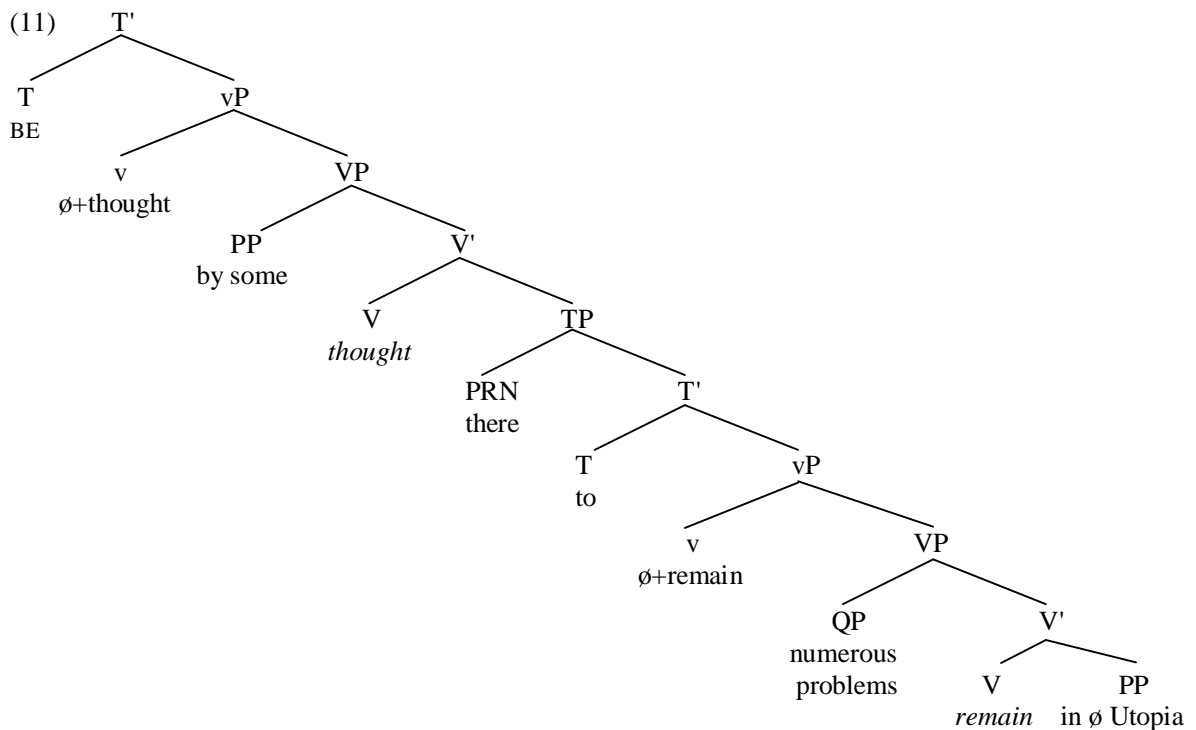 (11) T'
T vP
BE
v VP
ø+thought
PP V'
by some
V TP
thought
PRN T'
there
T vP
to
v VP
ø+remain
QP V'
numerous
problems V PP
remain in ø Utopia